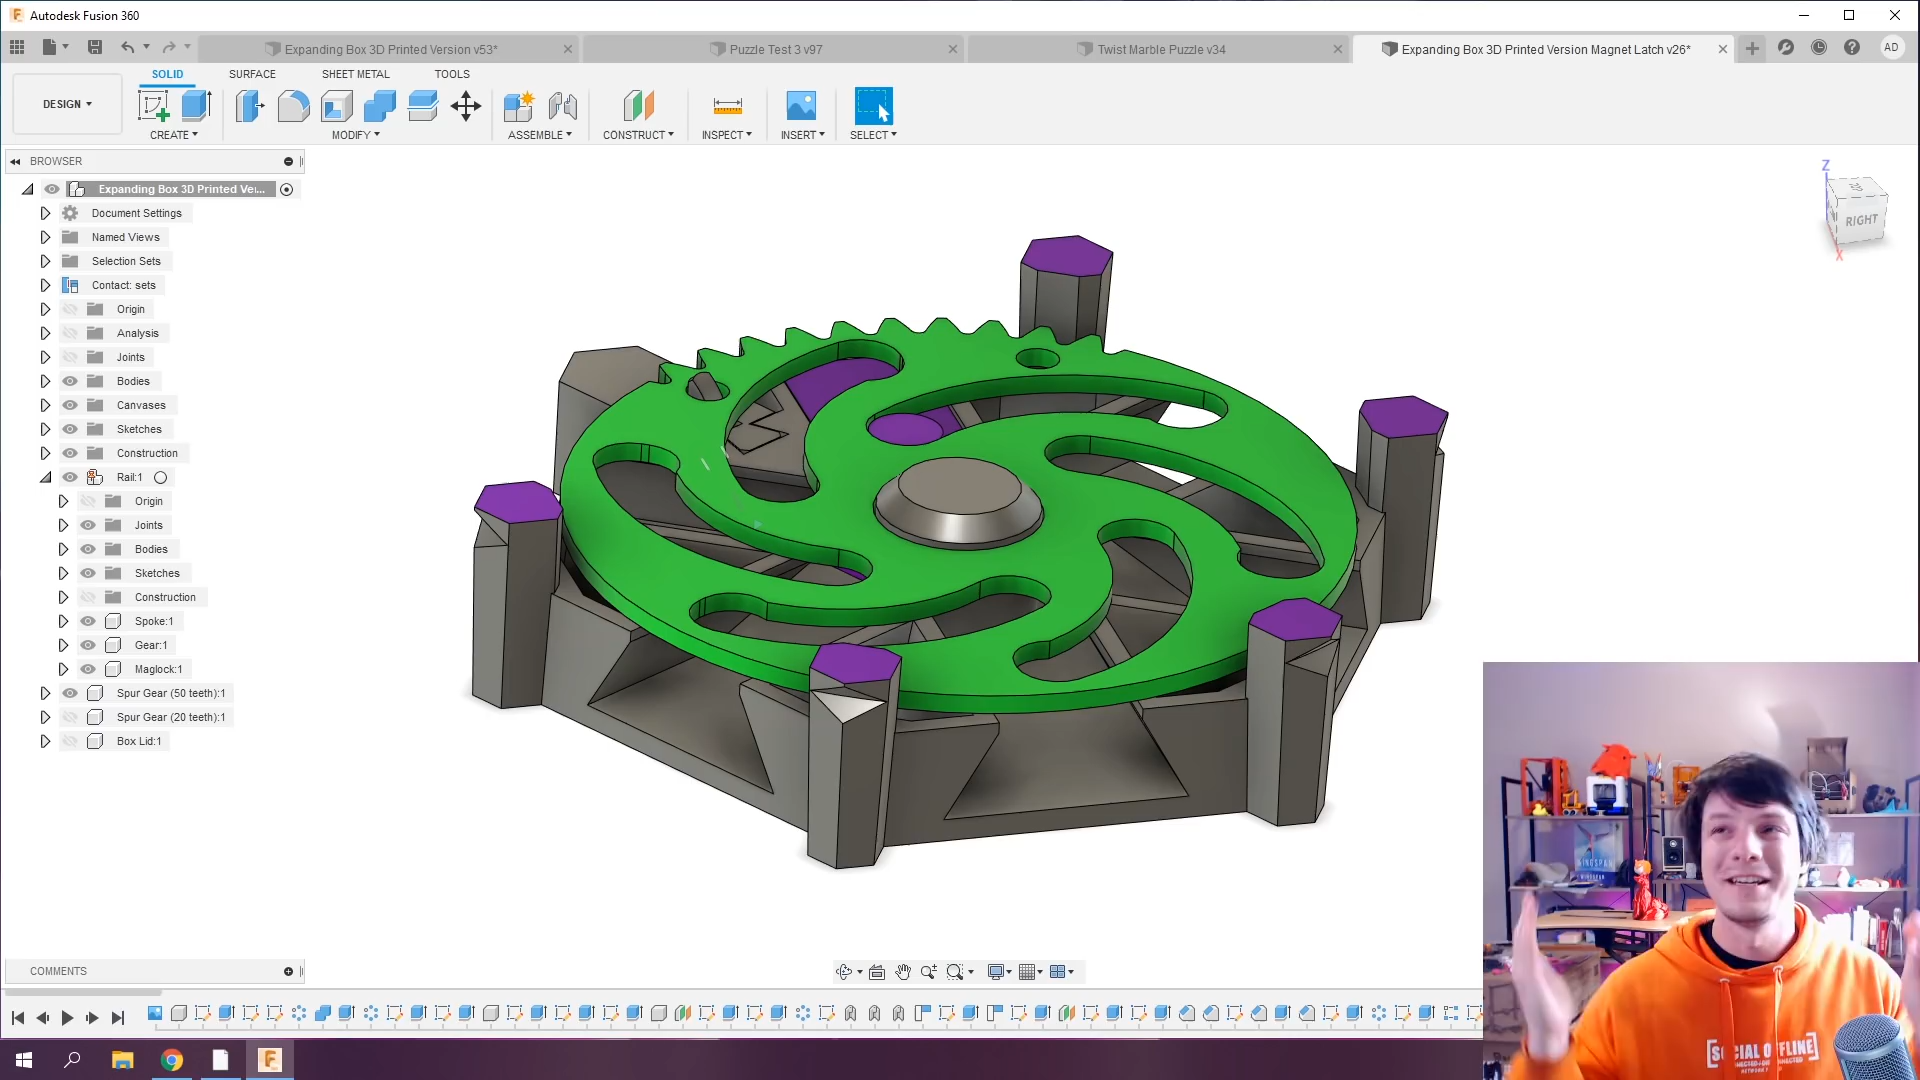 Autodesk Fusion 360
Expanding Box 3D Printed Version v53*
Puzzle Test 3 v97
Twist Marble Puzzle v34
Expanding Box 3D Printed Version Magnet Latch v26*
AD
SOLID
SURFACE
SHEET METAL
TOOLS
DESIGN
CREATE
MODIFY
ASSEMBLE
CONSTRUCT
INSPECT
INSERT
SELECT
BROWSER
Expanding Box 3D Printed Ver...
Document Settings
Named Views
Selection Sets
Contact: sets
Origin
Analysis
Joints
Bodies
Canvases
Sketches
Construction
Rail:1
Origin
Joints
Bodies
Sketches
Construction
Spoke:1
Gear:1
Maglock:1
Spur Gear (50 teeth):1
Spur Gear (20 teeth):1
Box Lid:1
Z
RIGHT
X
WINGSPAN
SOCIAL OFFLINE
COMMENTS